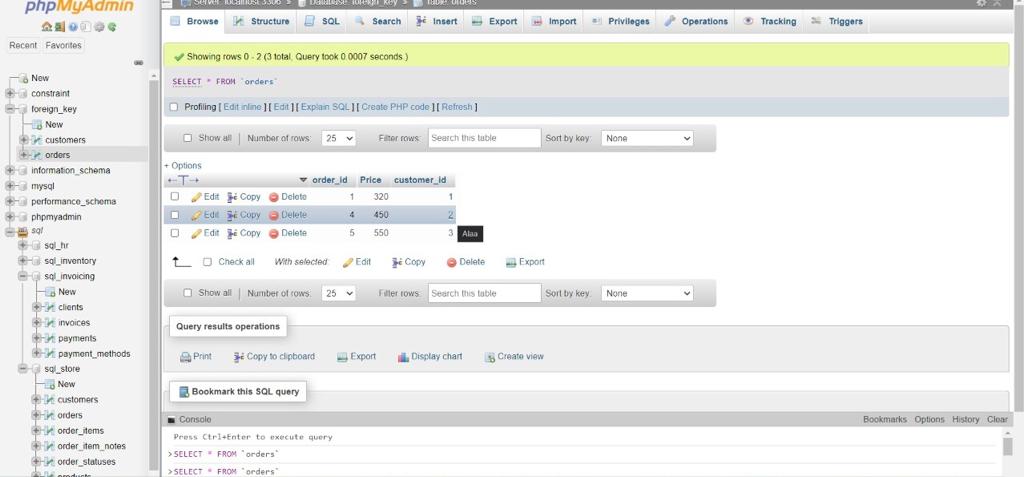 phpMyAdmin
Recent Favorites
New
constraint
foreign_key
New
customers
orders
information_schema
mysql
performance_schema
phpmyadmin
sql
sql_hr
sql_inventory
sql_invoicing
New
clients
invoices
payments
payment_methods
sql_store
New
customers
orders
order_items
order_item_notes
order_statuses
products
Server: localhost:3306 » Database: foreign_key » Table: orders
Browse Structure SQL Search Insert Export Import Privileges Operations Tracking Triggers
Showing rows 0 - 2 (3 total, Query took 0.0007 seconds.)
SELECT * FROM `orders`
Profiling [ Edit inline ] [ Edit ] [ Explain SQL ] [ Create PHP code ] [ Refresh ]
Show all | Number of rows: 25 Filter rows: Search this table Sort by key: None
+ Options
←T→ order_id Price customer_id
Edit Copy Delete 1 320 1
Edit Copy Delete 4 450 2
Edit Copy Delete 5 550 3 Alaa
Check all With selected: Edit Copy Delete Export
Show all | Number of rows: 25 Filter rows: Search this table Sort by key: None
Query results operations
Print Copy to clipboard Export Display chart Create view
Bookmark this SQL query
Console Bookmarks Options History Clear
Press Ctrl+Enter to execute query
>SELECT * FROM `orders`
>SELECT * FROM `orders`